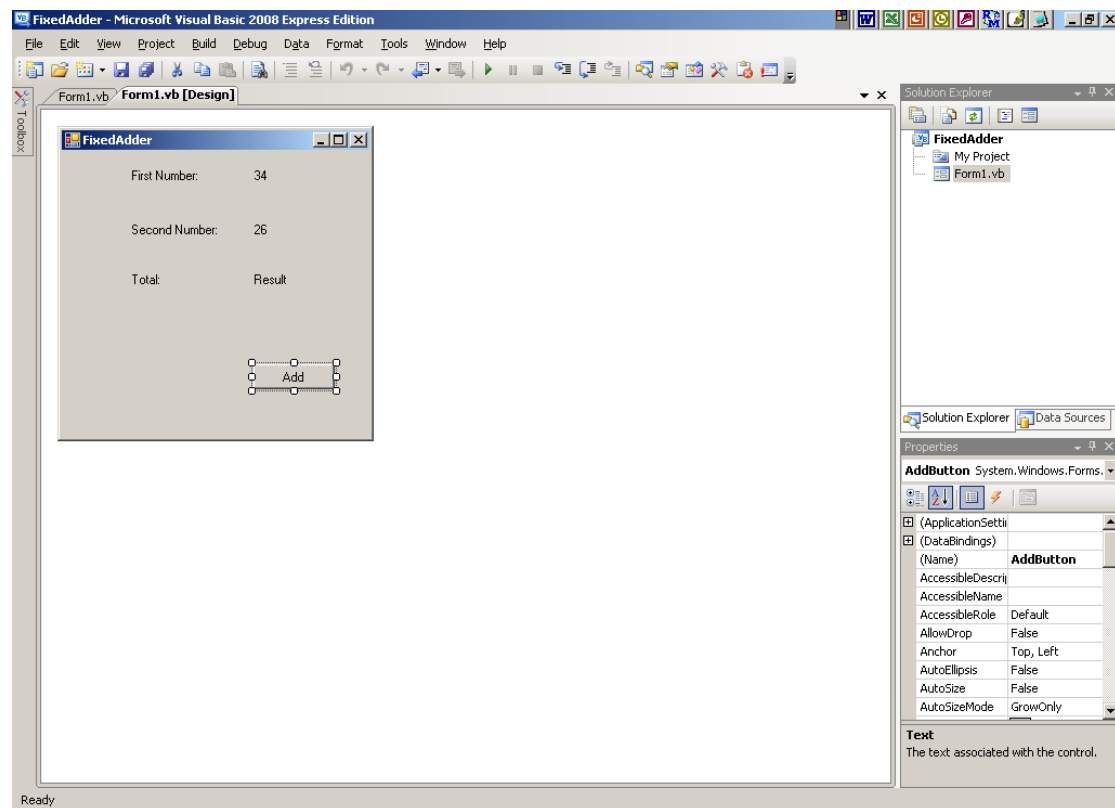 FixedAdder - Microsoft Visual Basic 2008 Express Edition
File Edit View Project Build Debug Data Format Tools Window Help
Toolbox
Form1.vb Form1.vb [Design]
FixedAdder
First Number: 34
Second Number: 26
Total: Result
Add
Solution Explorer
FixedAdder
My Project
Form1.vb
Solution Explorer Data Sources
Properties
AddButton System.Windows.Forms.
(ApplicationSetti
(DataBindings)
(Name) AddButton
AccessibleDescrip
AccessibleName
AccessibleRole Default
AllowDrop False
Anchor Top, Left
AutoEllipsis False
AutoSize False
AutoSizeMode GrowOnly
Text
The text associated with the control.
Ready